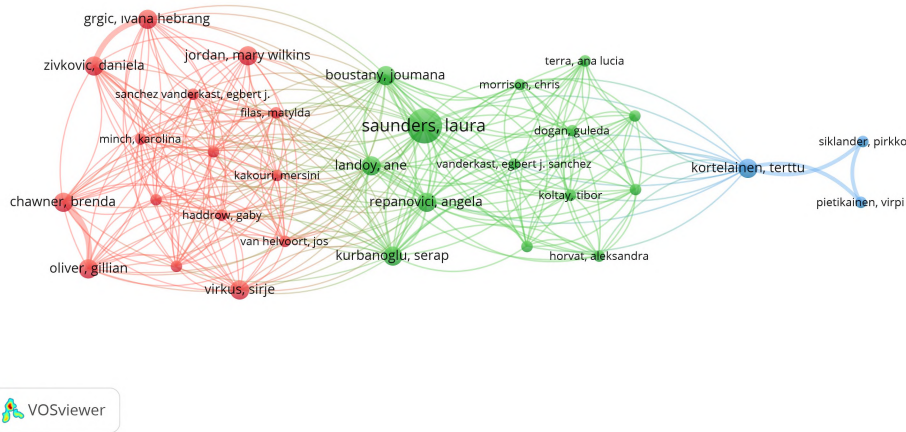 grgic, ivana hebrang
zivkovic, daniela
jordan, mary wilkins
sanchez vanderkast, egbert j.
filas, matylda
minch, karolina
kakouri, mersini
chawner, brenda
haddrow, gaby
van helvoort, jos
oliver, gillian
virkus, sirje
boustany, joumana
saunders, laura
landoy, ane
repanovici, angela
kurbanoglu, serap
terra, ana lucia
morrison, chris
dogan, guleda
vanderkast, egbert j. sanchez
koltay, tibor
horvat, aleksandra
kortelainen, terttu
siklander, pirkko
pietikainen, virpi
VOSviewer